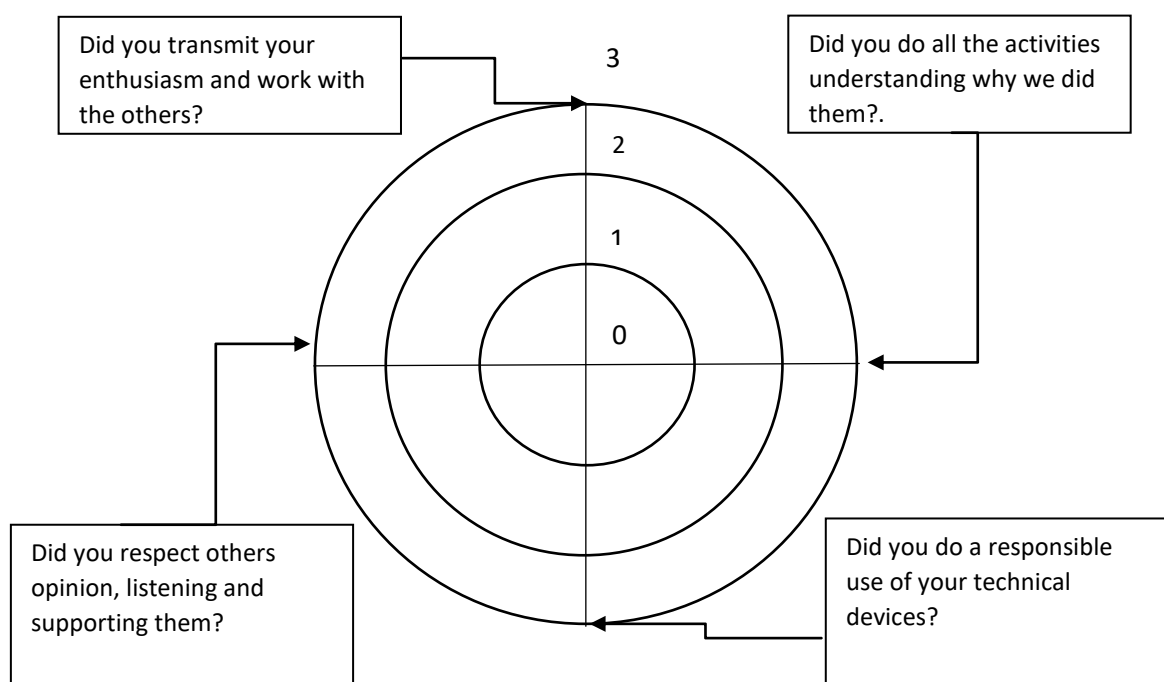 Did you transmit your
enthusiasm and work with
the others?
3
Did you do all the activities
understanding why we did
them?.
2
1
0
Did you respect others
opinion, listening and
supporting them?
Did you do a responsible
use of your technical
devices?